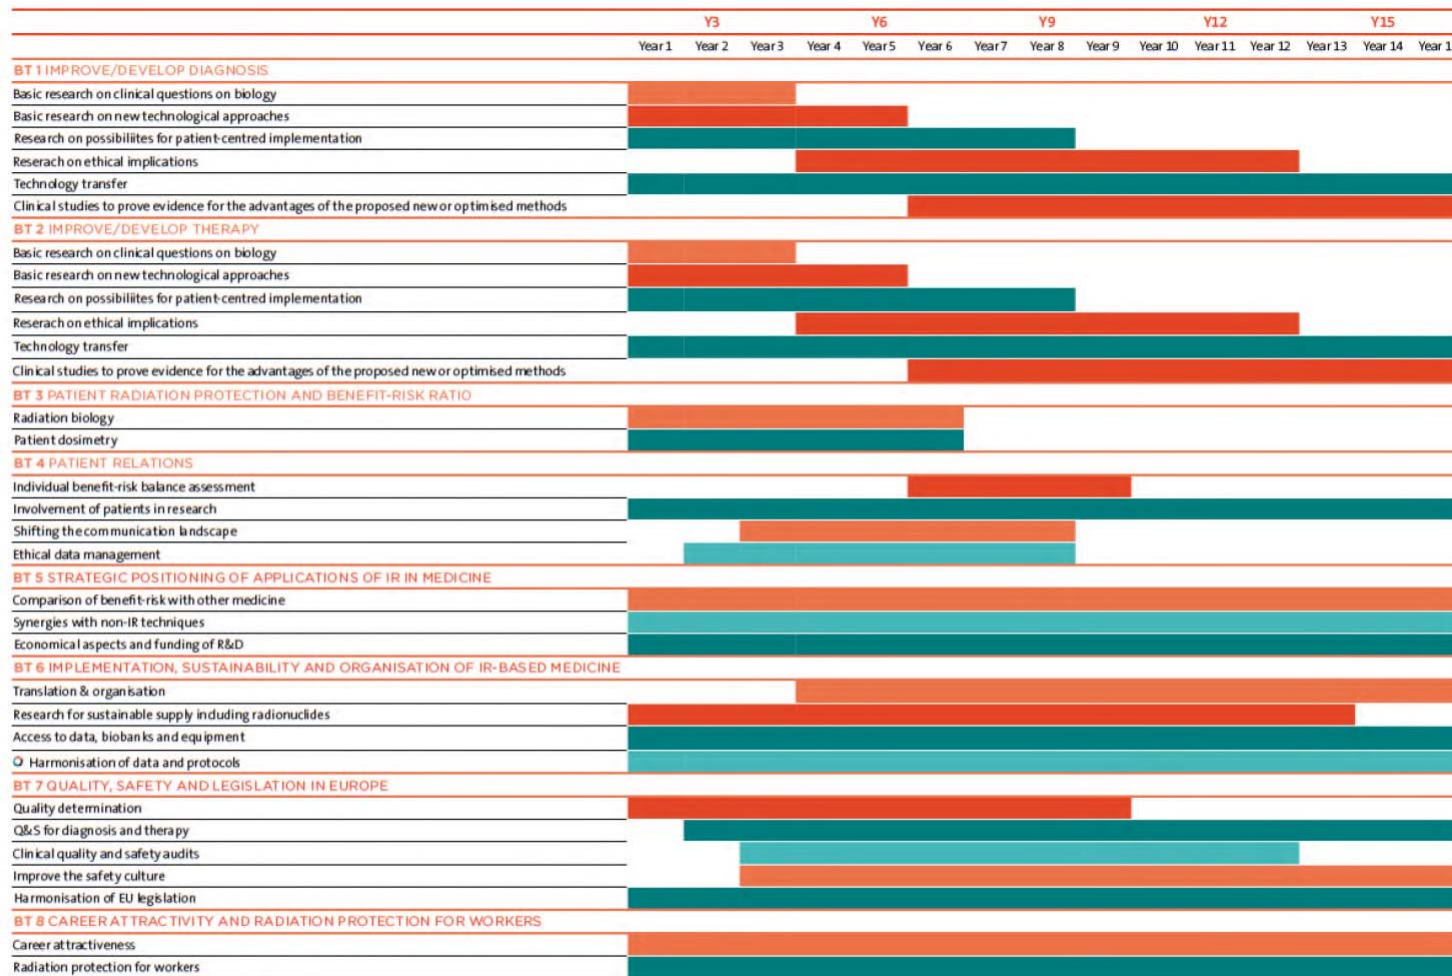 Y3 Y6 Y9 Y12 Y15
Year 1 Year 2 Year 3 Year 4 Year 5 Year 6 Year 7 Year 8 Year 9 Year 10 Year 11 Year 12 Year 13 Year 14 Year 1
BT 1 IMPROVE/DEVELOP DIAGNOSIS
Basic research on clinical questions on biology
Basic research on new technological approaches
Research on possibiliites for patient-centred implementation
Reserach on ethical implications
Technology transfer
Clinical studies to prove evidence for the advantages of the proposed new or optimised methods
BT 2 IMPROVE/DEVELOP THERAPY
Basic research on clinical questions on biology
Basic research on new technological approaches
Research on possibiliites for patient-centred implementation
Reserach on ethical implications
Technology transfer
Clinical studies to prove evidence for the advantages of the proposed new or optimised methods
BT 3 PATIENT RADIATION PROTECTION AND BENEFIT-RISK RATIO
Radiation biology
Patient dosimetry
BT 4 PATIENT RELATIONS
Individual benefit-risk balance assessment
Involvement of patients in research
Shifting the communication landscape
Ethical data management
BT 5 STRATEGIC POSITIONING OF APPLICATIONS OF IR IN MEDICINE
Comparison of benefit-risk with other medicine
Synergies with non-IR techniques
Economical aspects and funding of R&D
BT 6 IMPLEMENTATION, SUSTAINABILITY AND ORGANISATION OF IR-BASED MEDICINE
Translation & organisation
Research for sustainable supply including radionuclides
Access to data, biobanks and equipment
Harmonisation of data and protocols
BT 7 QUALITY, SAFETY AND LEGISLATION IN EUROPE
Quality determination
Q&S for diagnosis and therapy
Clinical quality and safety audits
Improve the safety culture
Harmonisation of EU legislation
BT 8 CAREER ATTRACTIVITY AND RADIATION PROTECTION FOR WORKERS
Career attractiveness
Radiation protection for workers